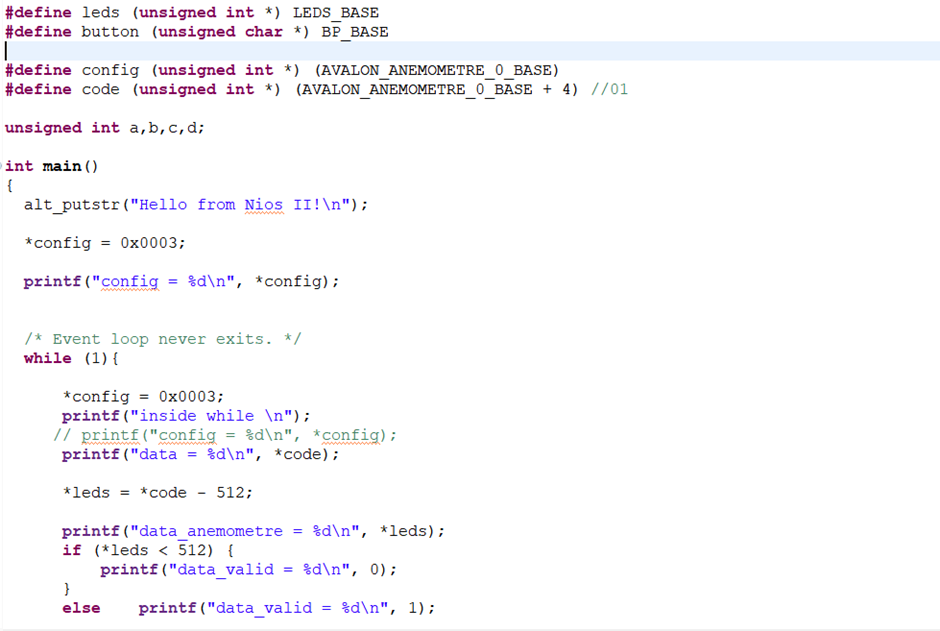 #define leds (unsigned int *) LEDS_BASE
#define button (unsigned char *) BP_BASE
#define config (unsigned int *) (AVALON_ANEMOMETRE_0_BASE)
#define code (unsigned int *) (AVALON_ANEMOMETRE_0_BASE + 4) //01
unsigned int a,b,c,d;
int main()
{
alt_putstr("Hello from Nios II!\n");
*config = 0x0003;
printf("config = %d\n", *config);
/* Event loop never exits. */
while (1){
*config = 0x0003;
printf("inside while \n");
// printf("config = %d\n", *config);
printf("data = %d\n", *code);
*leds = *code - 512;
printf("data_anemometre = %d\n", *leds);
if (*leds < 512) {
printf("data_valid = %d\n", 0);
}
else    printf("data_valid = %d\n", 1);